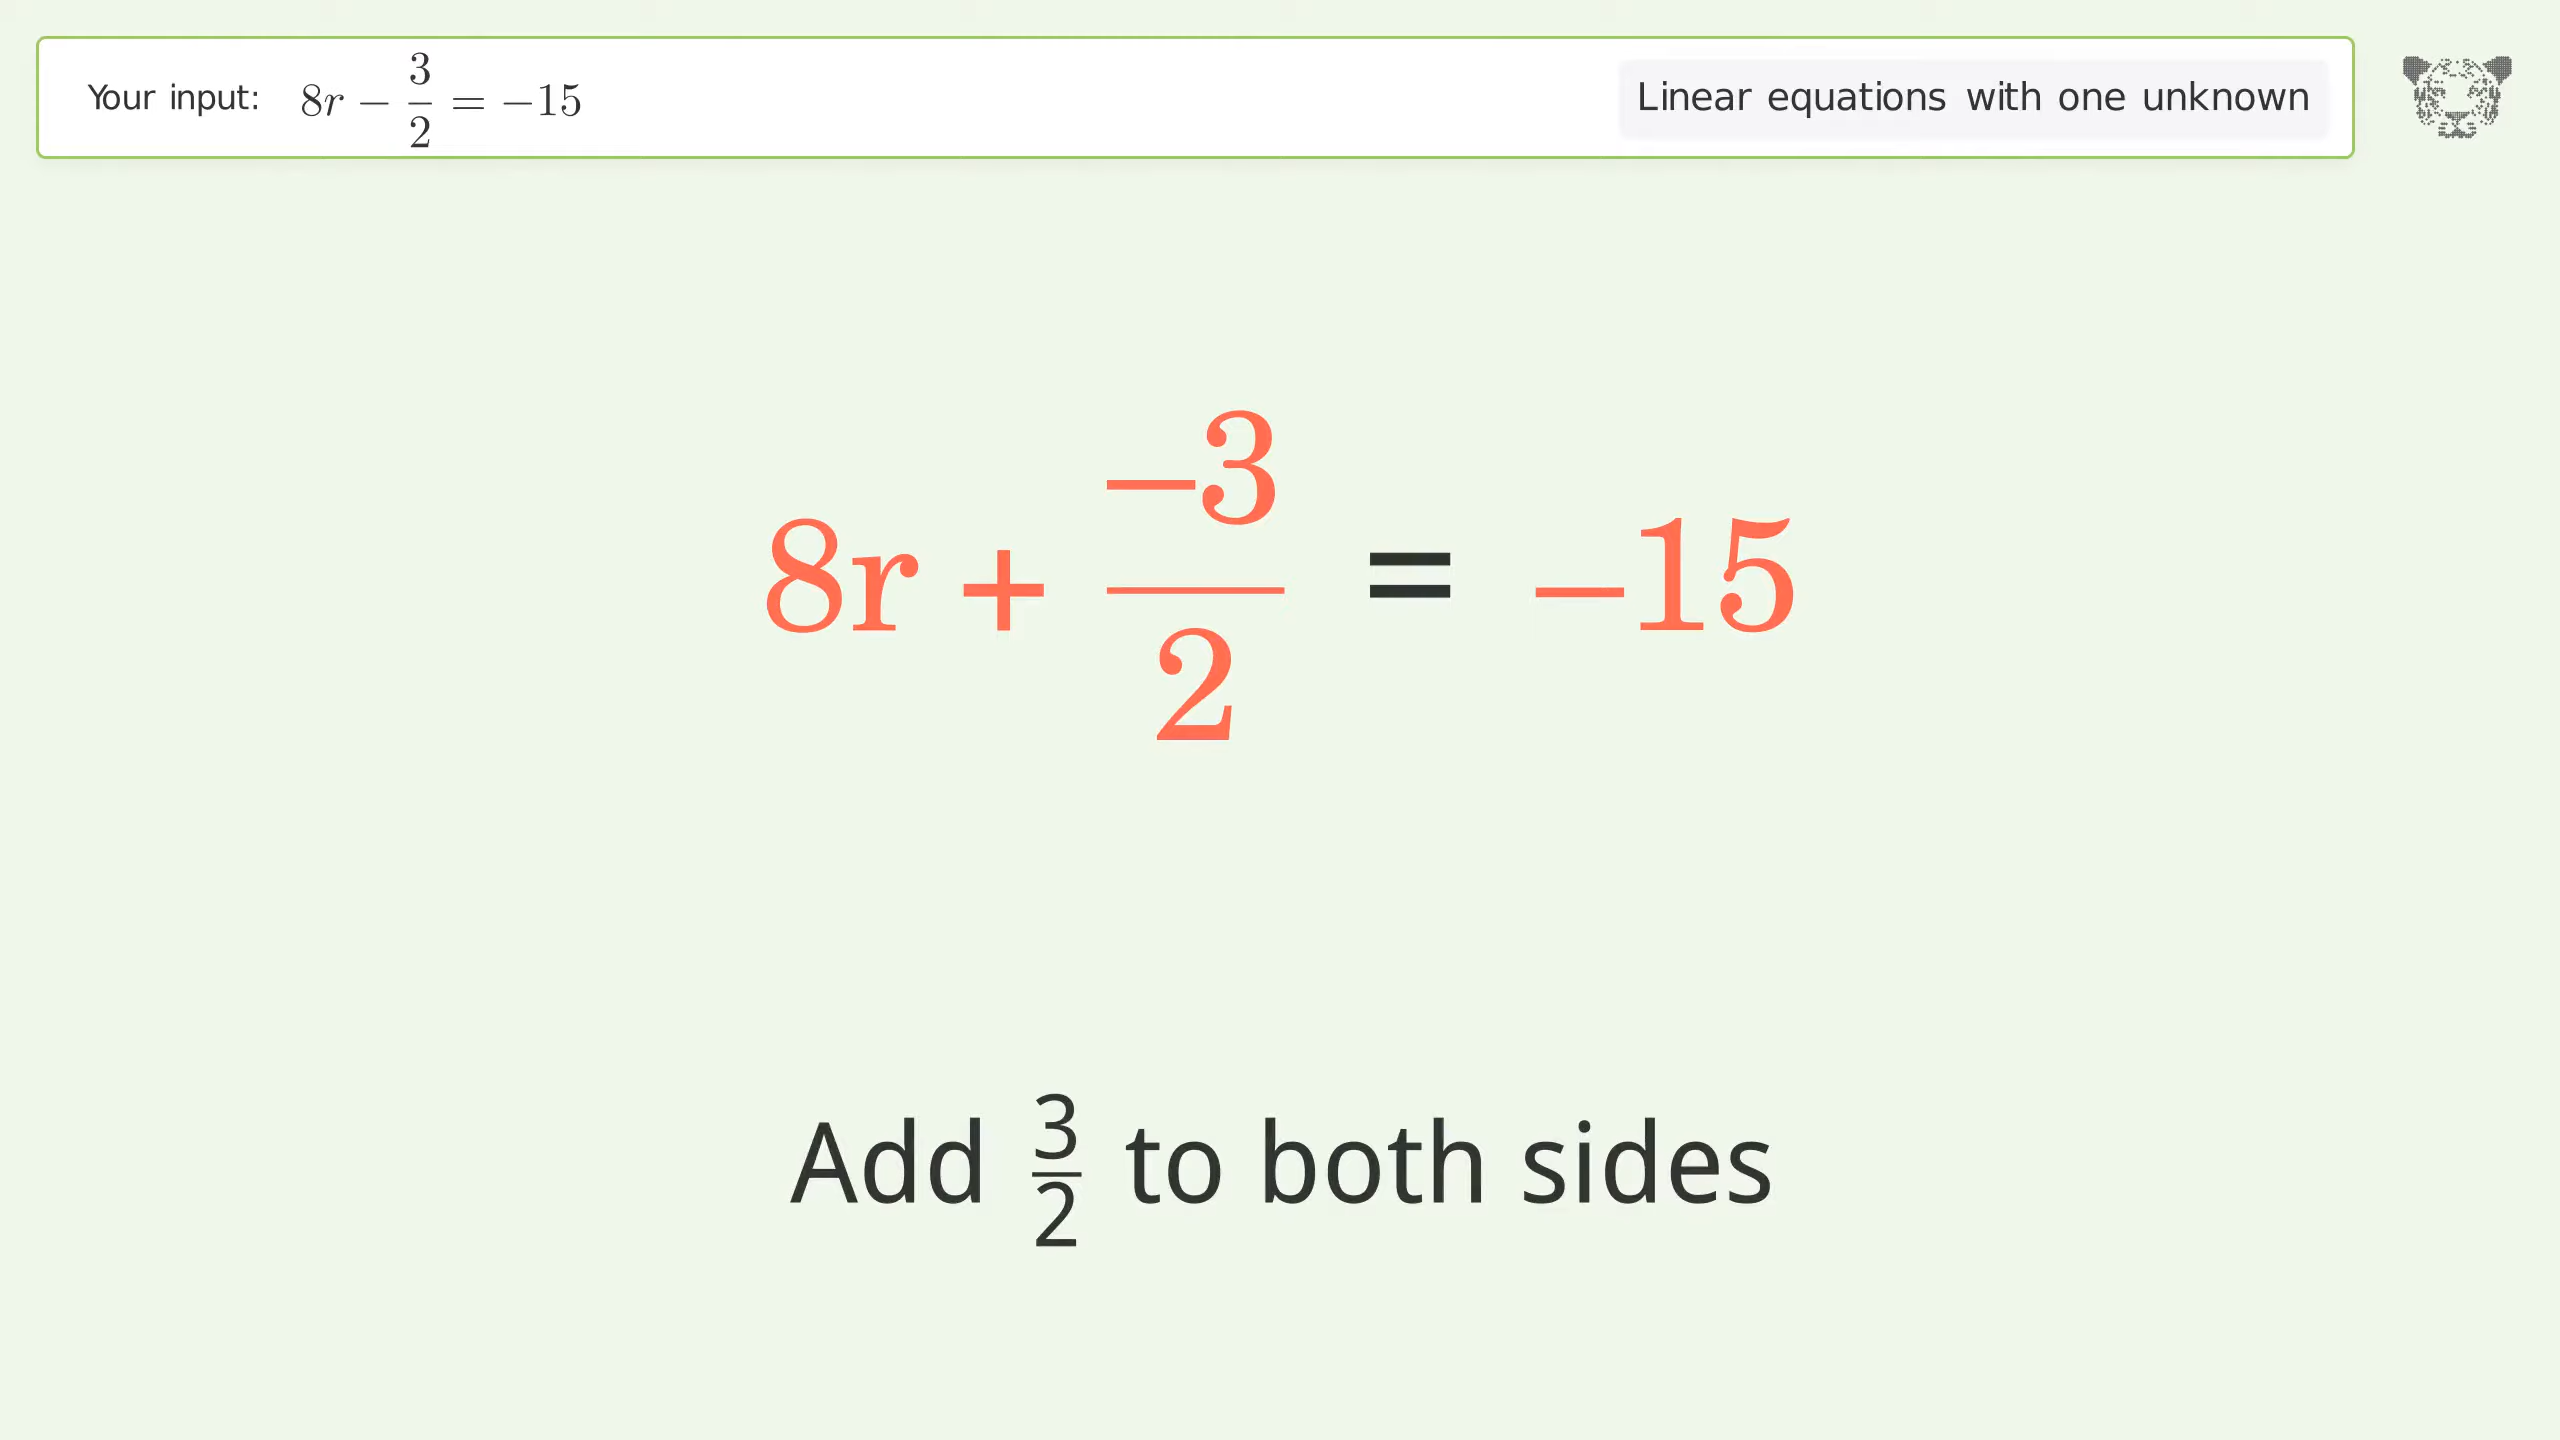 Your input: 8r − 3/2 = −15
Linear equations with one unknown
8r + −3/2 = −15
Add 3/2 to both sides